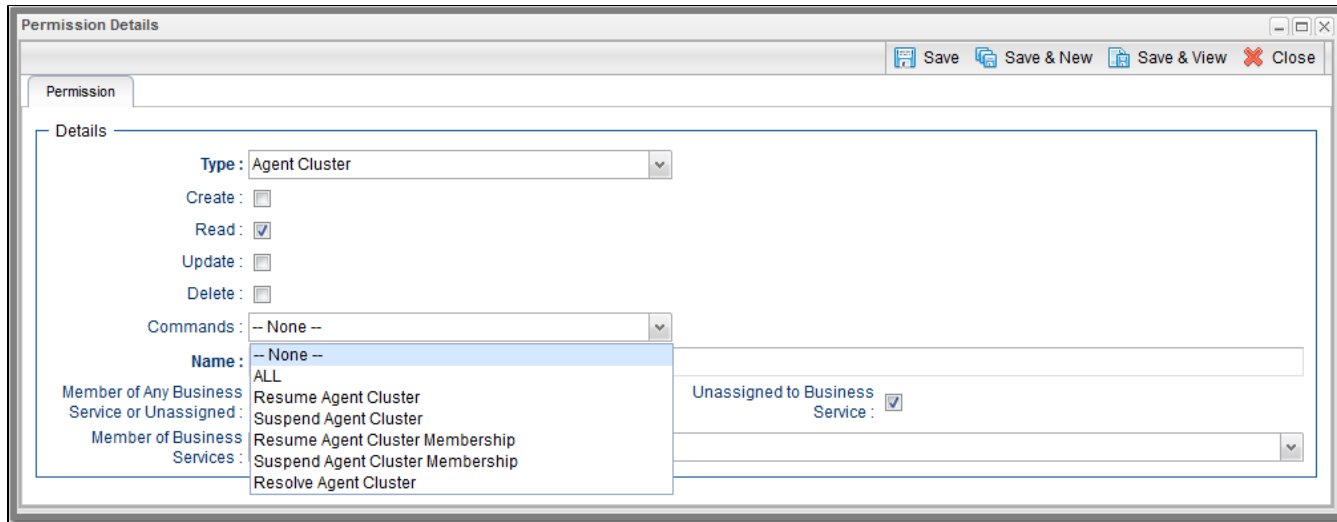 Permission Details
Save Save & New Save & View Close
Permission
Details
Type : Agent Cluster
Create :
Read :
Update :
Delete :
Commands : -- None --
Name :
-- None --
ALL
Resume Agent Cluster
Suspend Agent Cluster
Resume Agent Cluster Membership
Suspend Agent Cluster Membership
Resolve Agent Cluster
Member of Any Business
Service or Unassigned :
Unassigned to Business
Service :
Member of Business
Services :